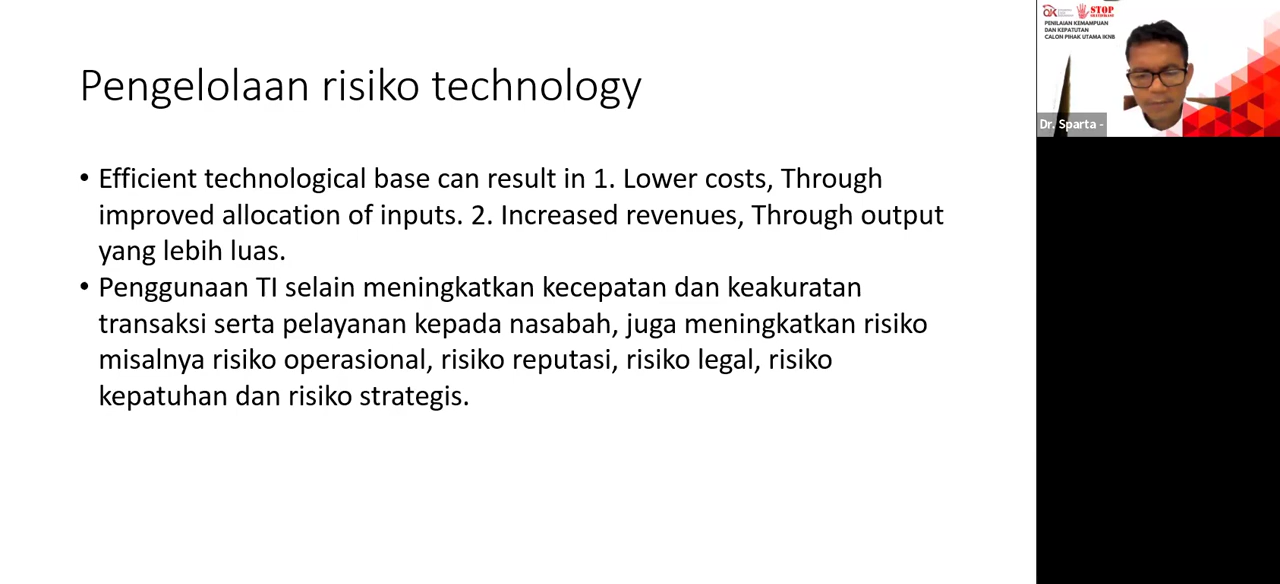 Pengelolaan risiko technology
• Efficient technological base can result in 1. Lower costs, Through
improved allocation of inputs. 2. Increased revenues, Through output
yang lebih luas.
• Penggunaan TI selain meningkatkan kecepatan dan keakuratan
transaksi serta pelayanan kepada nasabah, juga meningkatkan risiko
misalnya risiko operasional, risiko reputasi, risiko legal, risiko
kepatuhan dan risiko strategis.
STOP
PENILAIAN KEMAMPUAN
DAN KEPATUTAN
CALON PIHAK UTAMA IKNB
Dr. Sparta -